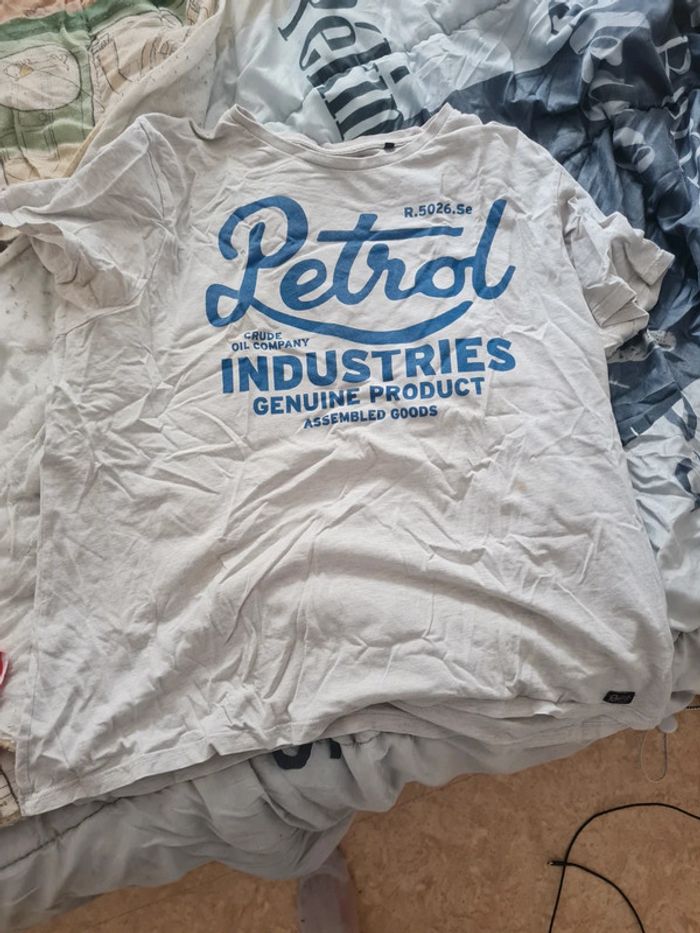 R.5026.Se
Petrol
CRUDE
OIL COMPANY
INDUSTRIES
GENUINE PRODUCT
ASSEMBLED GOODS